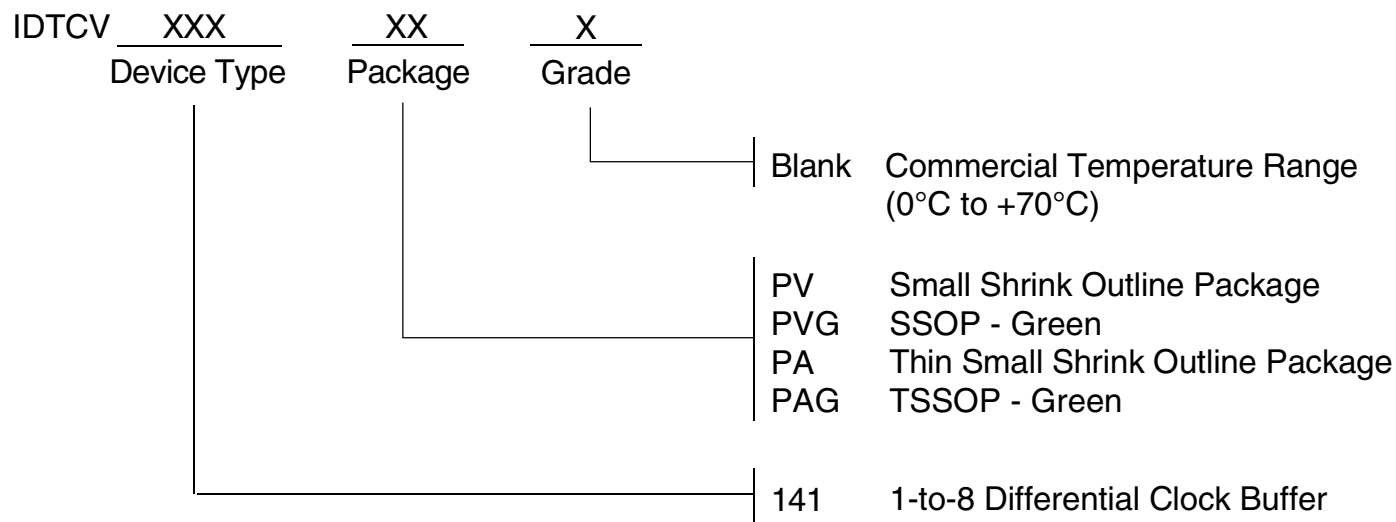 IDTCV XXX XX X
Device Type Package Grade
Blank Commercial Temperature Range
(0°C to +70°C)
PV Small Shrink Outline Package
PVG SSOP - Green
PA Thin Small Shrink Outline Package
PAG TSSOP - Green
141 1-to-8 Differential Clock Buffer